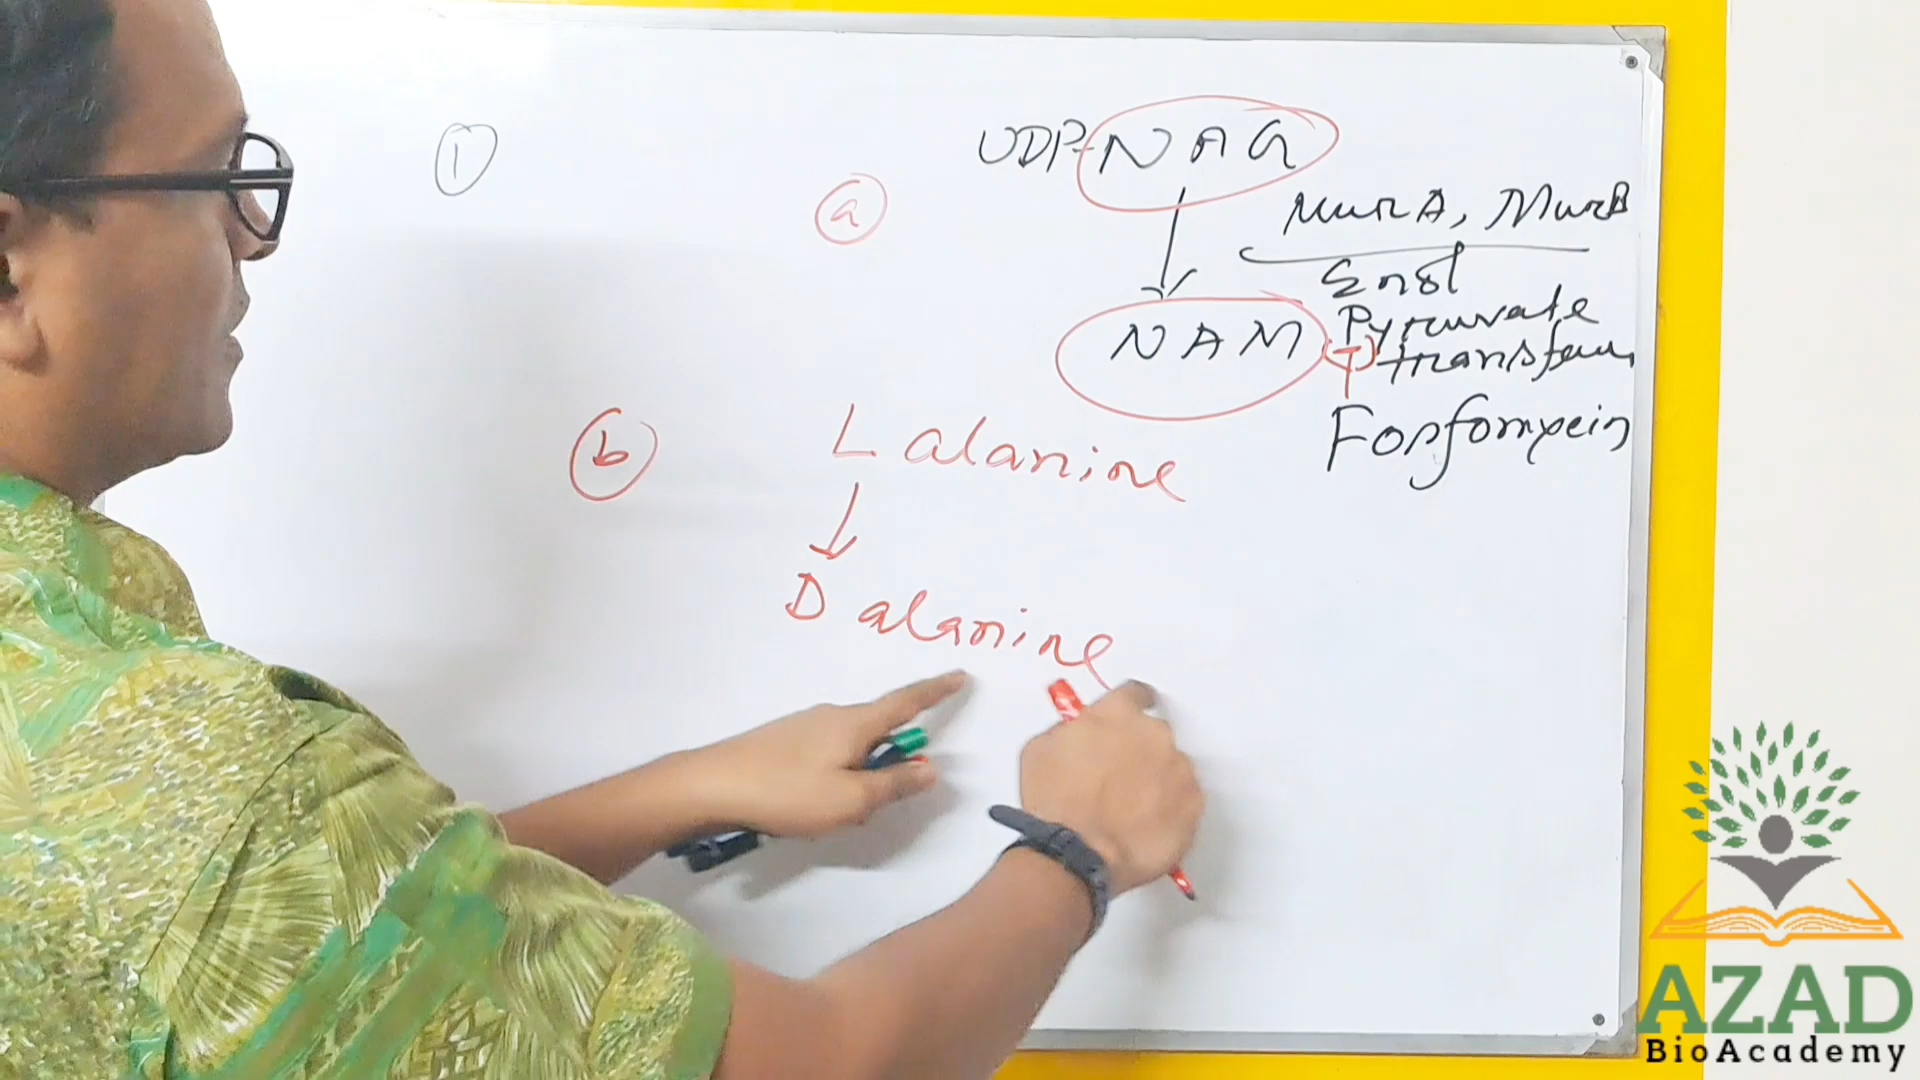 1
UDP-NAG
a
MurA, MurB
Enol
Pyruvate
NAM
transferase
Fosfomycin
b
L alanine
D alanine
AZAD
BioAcademy